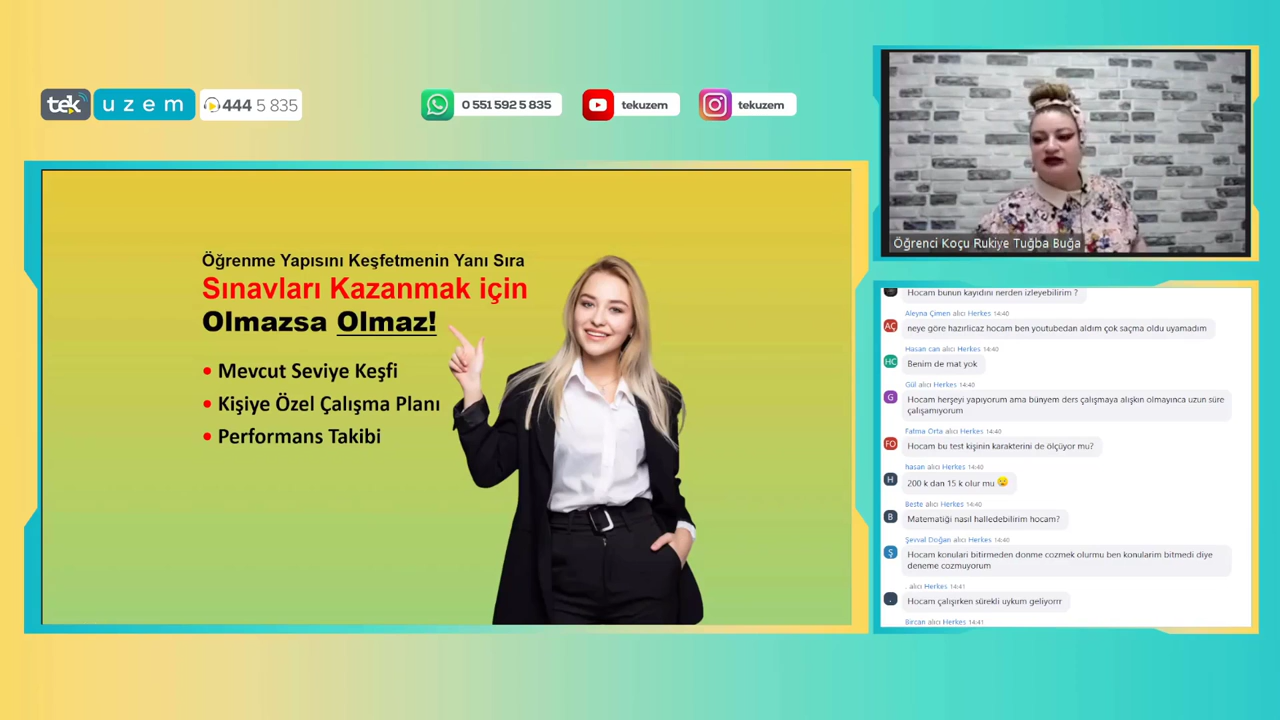 tek uzem 444 5 835
0 551 592 5 835
tekuzem
tekuzem
Öğrenme Yapısını Keşfetmenin Yanı Sıra
Sınavları Kazanmak için
Olmazsa Olmaz!
• Mevcut Seviye Keşfi
• Kişiye Özel Çalışma Planı
• Performans Takibi
Öğrenci Koçu Rukiye Tuğba Buğa
Hocam bunun kayıdını nerden izleyebilirim ?
Aleyna Çimen alıcı Herkes 14:40
AÇ
neye göre hazırlicaz hocam ben youtubedan aldım çok saçma oldu uyamadım
Hasan can alıcı Herkes 14:40
HC
Benim de mat yok
Gül alıcı Herkes 14:40
G
Hocam herşeyi yapıyorum ama bünyem ders çalışmaya alışkın olmayınca uzun süre
çalışamıyorum
Fatma Orta alıcı Herkes 14:40
FO
Hocam bu test kişinin karakterini de ölçüyor mu?
hasan alıcı Herkes 14:40
H
200 k dan 15 k olur mu 😥
Beste alıcı Herkes 14:40
B
Matematiği nasıl halledebilirim hocam?
Şevval Doğan alıcı Herkes 14:40
Ş
Hocam konulari bitirmeden donme cozmek olurmu ben konularim bitmedi diye
deneme cozmuyorum
. alıcı Herkes 14:41
.
Hocam çalışırken sürekli uykum geliyorrr
Bircan alıcı Herkes 14:41